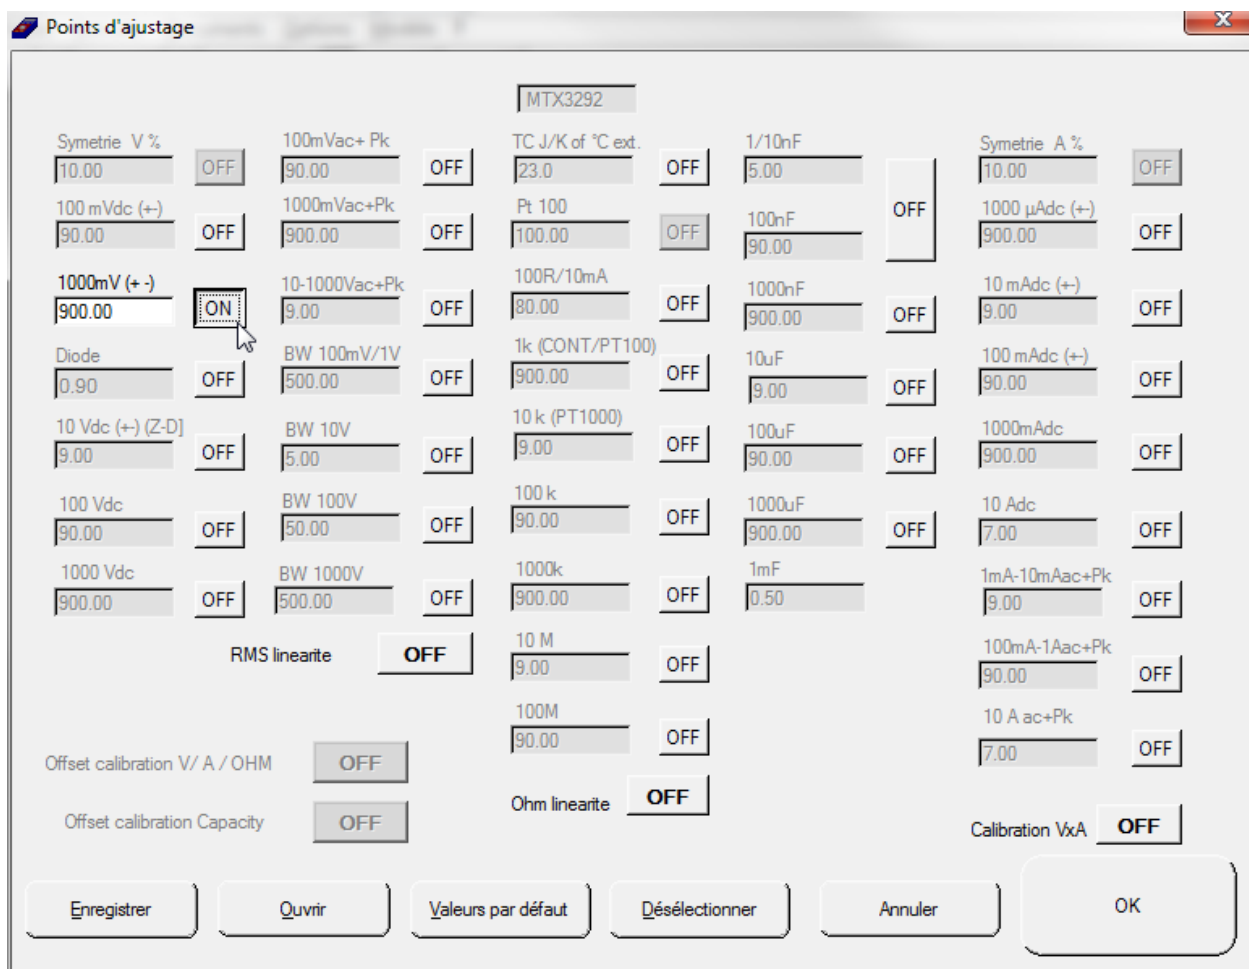 Points d'ajustage
x
MTX3292
Symetrie V %
10.00
OFF
100 mVdc (+-)
90.00
OFF
1000mV (+ -)
900.00
ON
Diode
0.90
OFF
10 Vdc (+-) (Z-D]
9.00
OFF
100 Vdc
90.00
OFF
1000 Vdc
900.00
OFF
100mVac+ Pk
90.00
OFF
1000mVac+Pk
900.00
OFF
10-1000Vac+Pk
9.00
OFF
BW 100mV/1V
500.00
OFF
BW 10V
5.00
OFF
BW 100V
50.00
OFF
BW 1000V
500.00
OFF
RMS linearite OFF
Offset calibration V/ A / OHM OFF
Offset calibration Capacity OFF
TC J/K of °C ext.
23.0
OFF
Pt 100
100.00
OFF
100R/10mA
80.00
OFF
1k (CONT/PT100)
900.00
OFF
10 k (PT1000)
9.00
OFF
100 k
90.00
OFF
1000k
900.00
OFF
10 M
9.00
OFF
100M
90.00
OFF
Ohm linearite OFF
1/10nF
5.00
OFF
100nF
90.00
1000nF
900.00
OFF
10uF
9.00
OFF
100uF
90.00
OFF
1000uF
900.00
OFF
1mF
0.50
Symetrie A %
10.00
OFF
1000 µAdc (+-)
900.00
OFF
10 mAdc (+-)
9.00
OFF
100 mAdc (+-)
90.00
OFF
1000mAdc
900.00
OFF
10 Adc
7.00
OFF
1mA-10mAac+Pk
9.00
OFF
100mA-1Aac+Pk
90.00
OFF
10 A ac+Pk
7.00
OFF
Calibration VxA OFF
Enregistrer
Ouvrir
Valeurs par défaut
Désélectionner
Annuler
OK